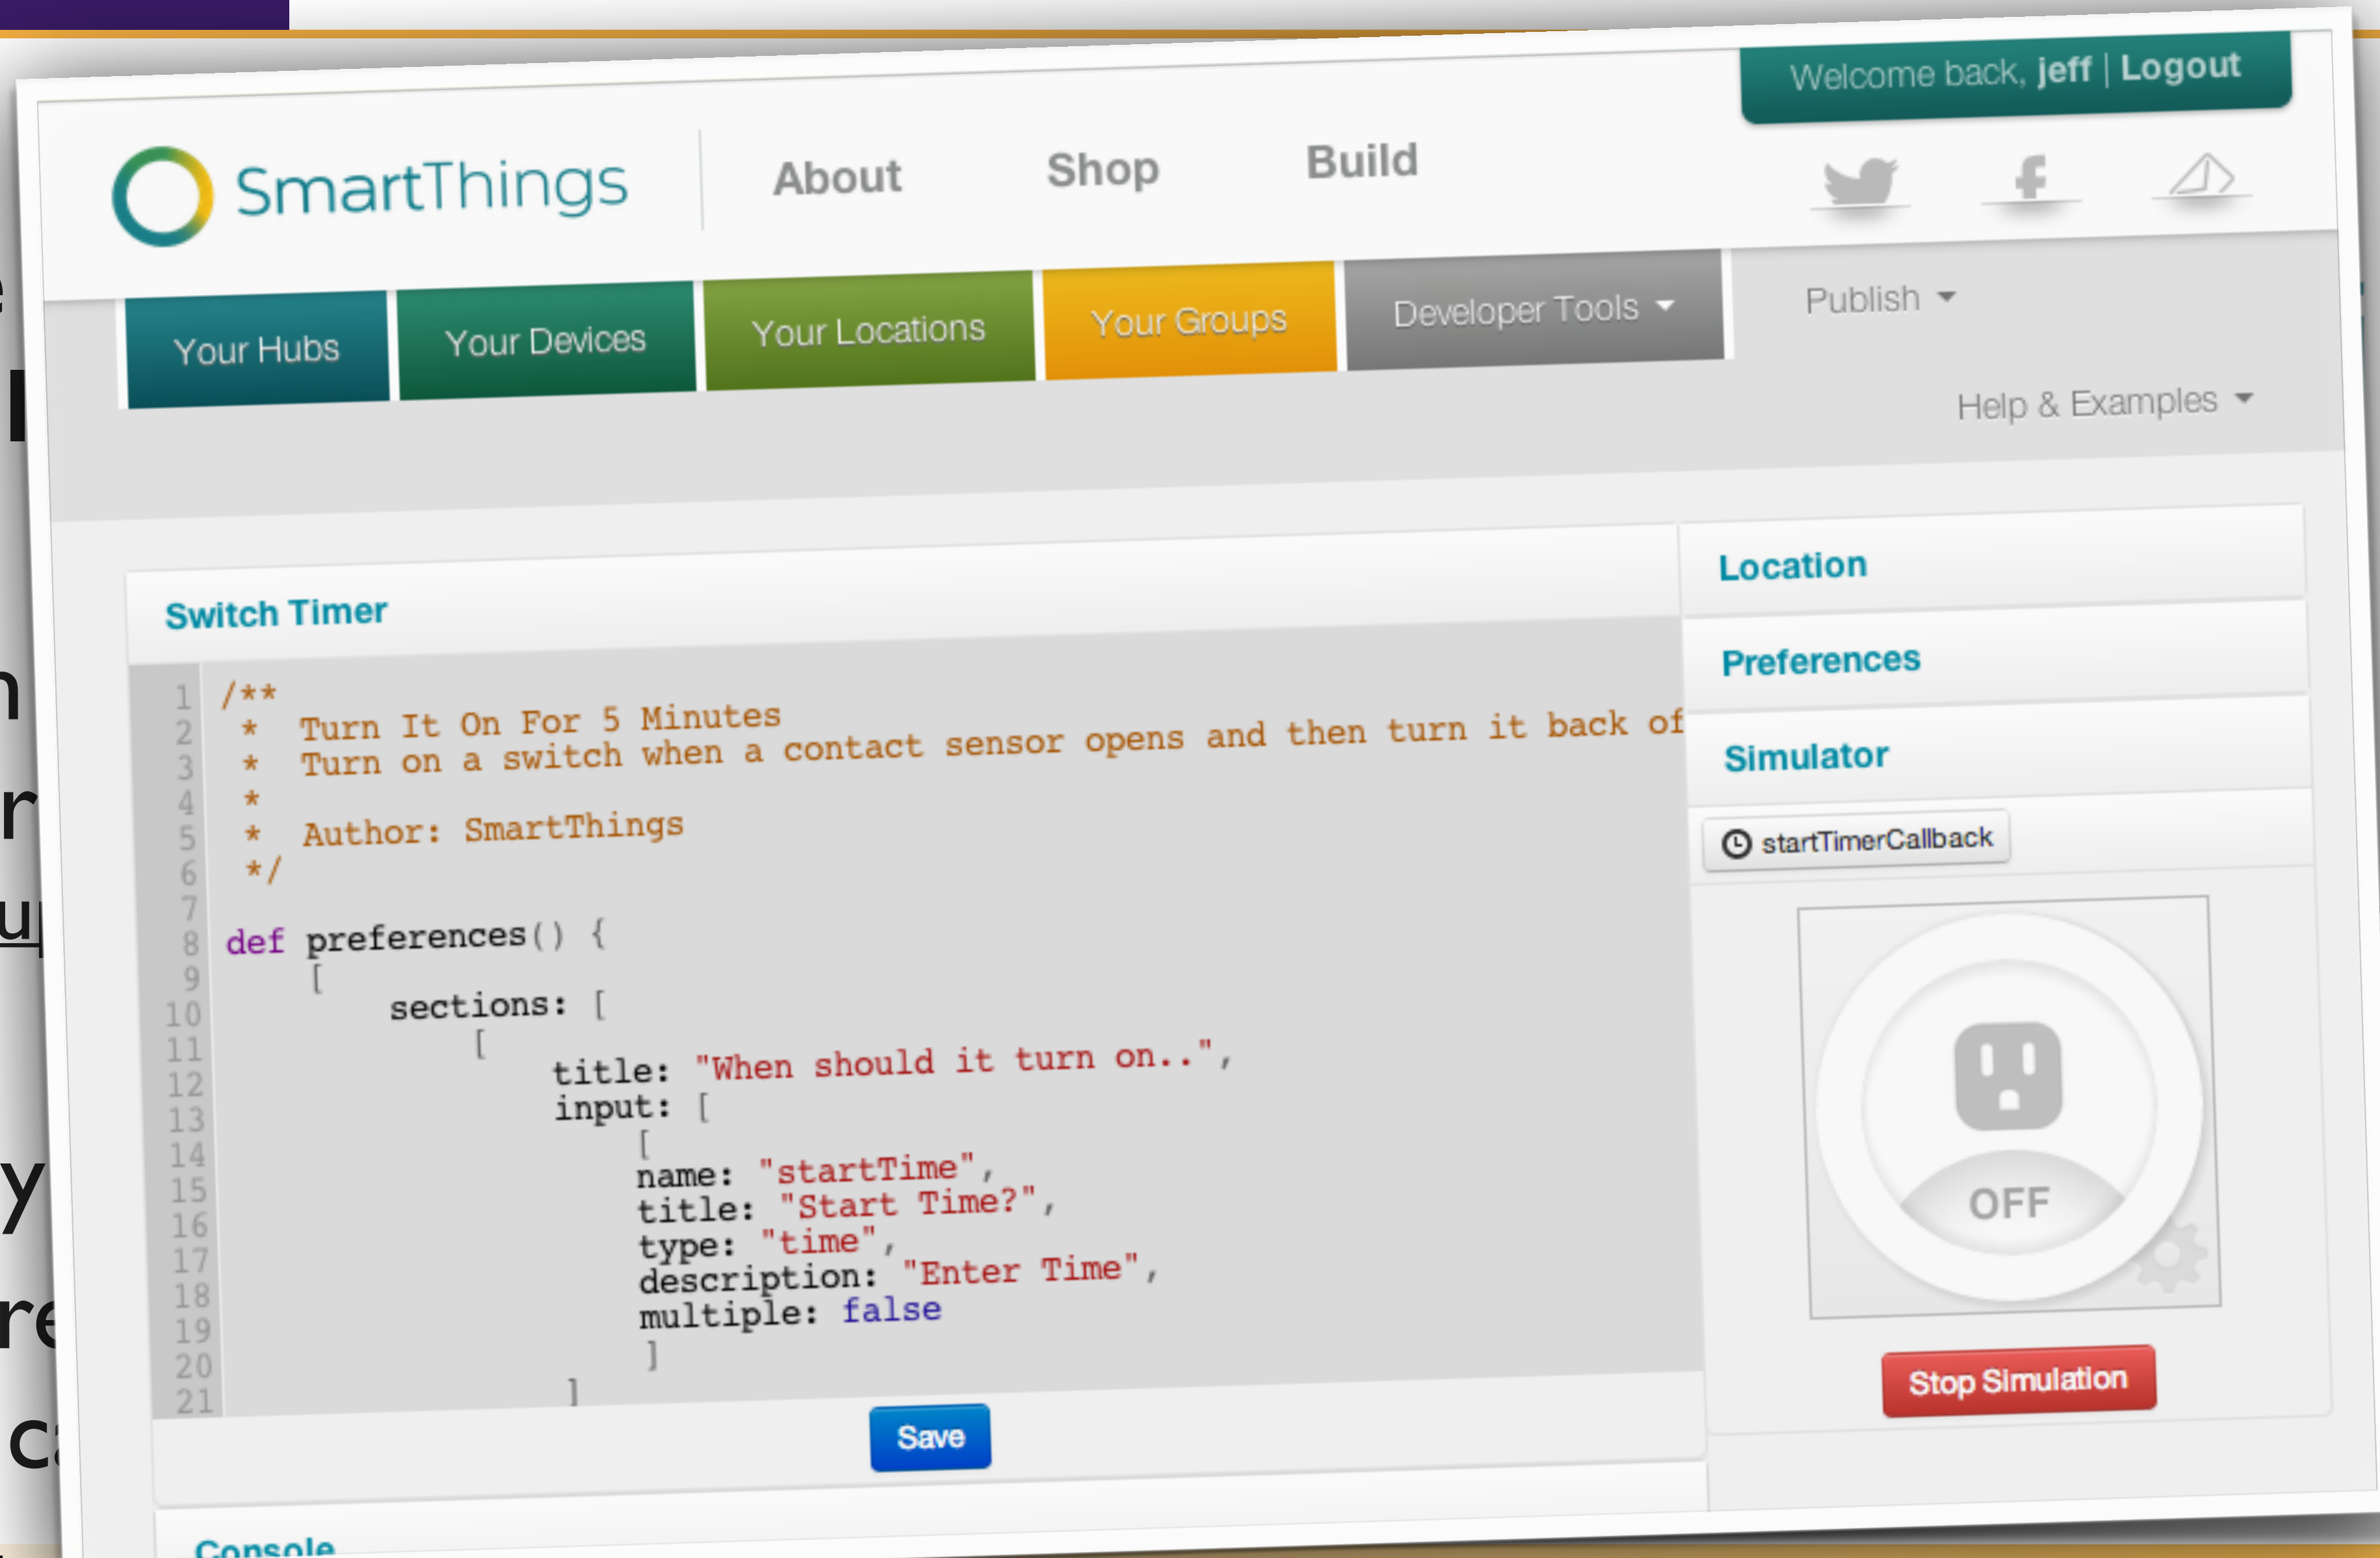 Welcome back, jeff | Logout
SmartThings
About
Shop
Build
Your Hubs
Your Devices
Your Locations
Your Groups
Developer Tools
Publish
Help & Examples
Switch Timer
1 /**
2  *  Turn It On For 5 Minutes
3  *  Turn on a switch when a contact sensor opens and then turn it back of
4  *
5  *  Author: SmartThings
6  */
7
8 def preferences() {
9     [
10         sections: [
11             [
12                 title: "When should it turn on..",
13                 input: [
14                     [
15                     name: "startTime",
16                     title: "Start Time?",
17                     type: "time",
18                     description: "Enter Time",
19                     multiple: false
20                     ]
21                 ]
Save
Console
Location
Preferences
Simulator
startTimerCallback
OFF
Stop Simulation